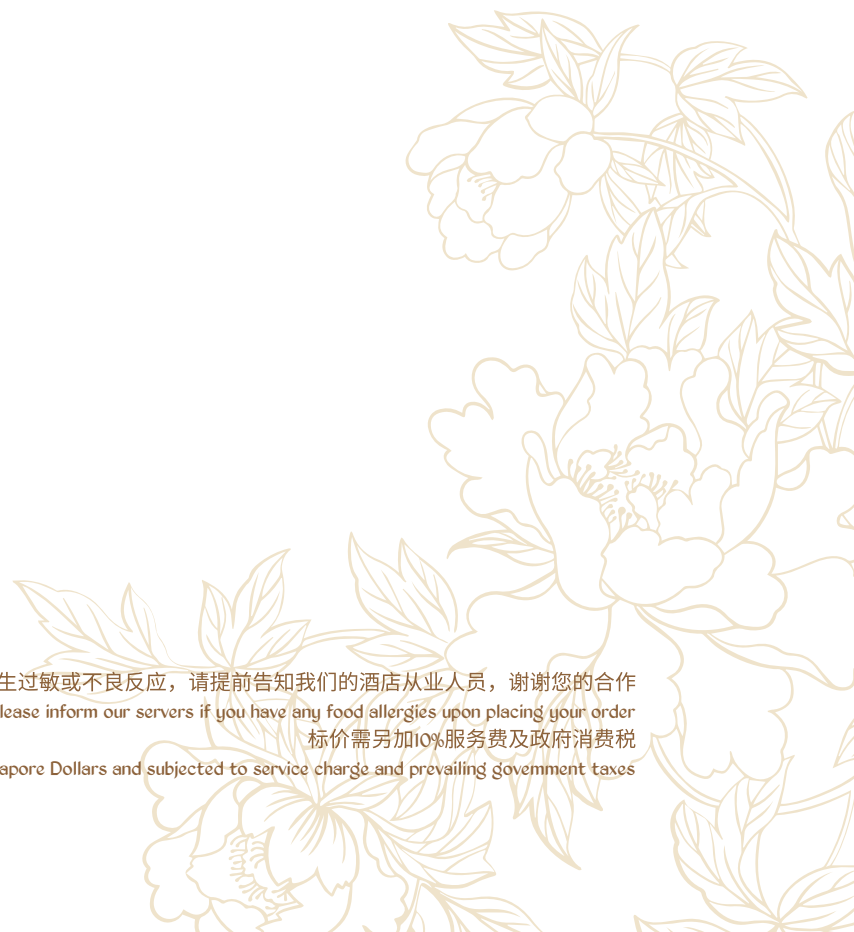 生过敏或不良反应，请提前告知我们的酒店从业人员，谢谢您的合作
lease inform our servers if you have any food allergies upon placing your order
标价需另加10%服务费及政府消费税
apore Dollars and subjected to service charge and prevailing govemment taxes